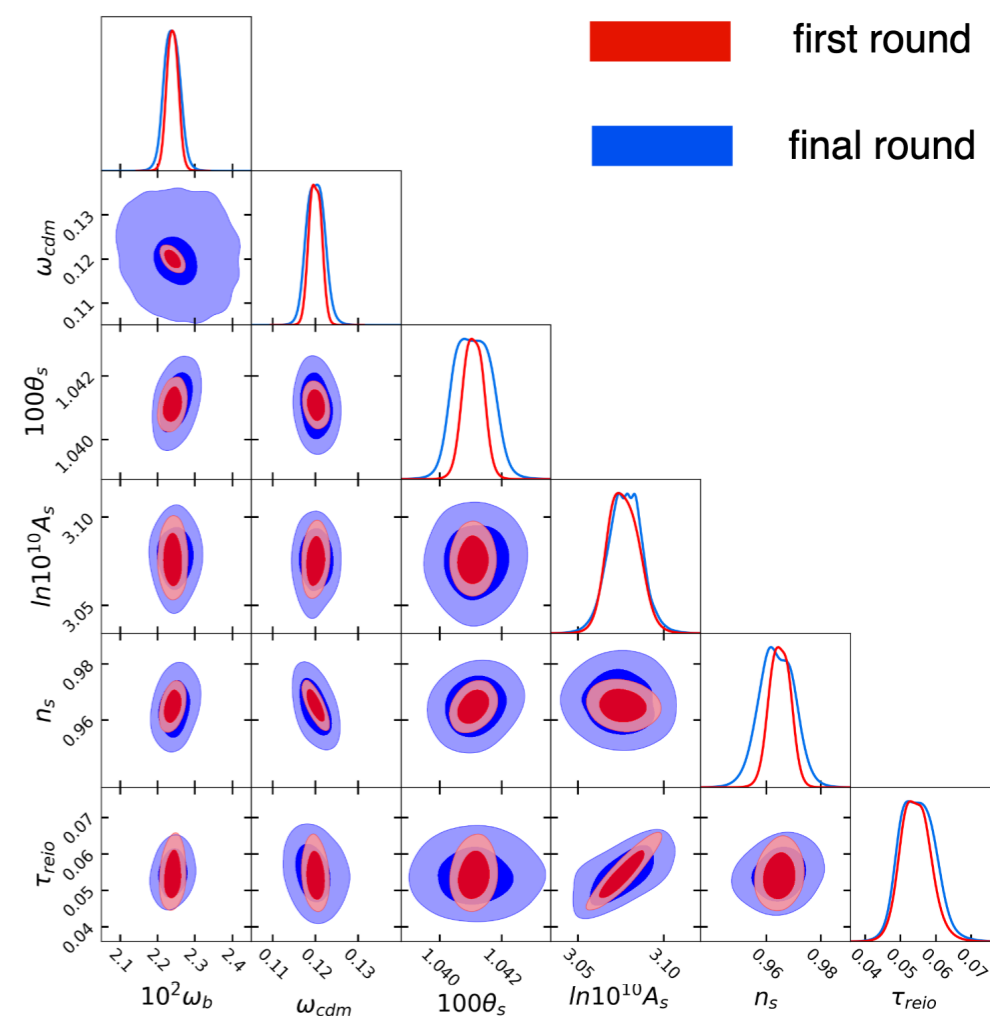 first round
final round
0.13
0.12
0.11
ω_cdm
1.042
1.040
100θ_s
3.10
3.05
ln10^10A_s
0.98
0.96
n_s
0.07
0.06
0.05
0.04
τ_reio
2.1 2.2 2.3 2.4 0.11 0.12 0.13 1.040 1.042 3.05 3.10 0.96 0.98 0.04 0.05 0.06 0.07
10^2ω_b ω_cdm 100θ_s ln10^10A_s n_s τ_reio